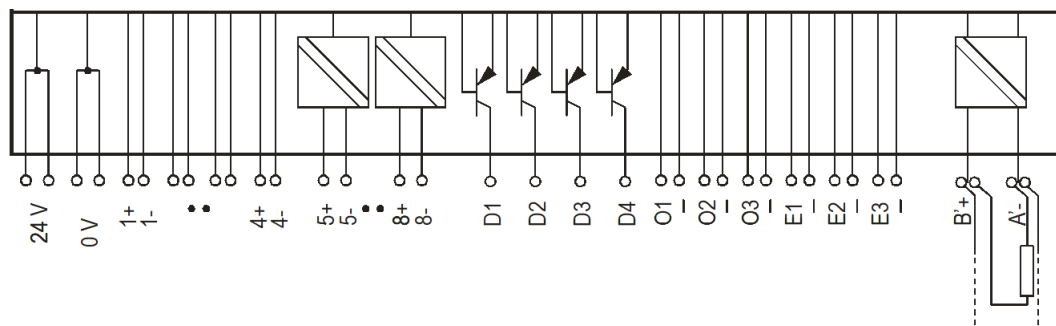 24 V
0 V
1+
1-
••
4+
4-
5+
5-
••
8+
8-
D1
D2
D3
D4
O1
–
O2
–
O3
–
E1
–
E2
–
E3
–
B'+
A'-